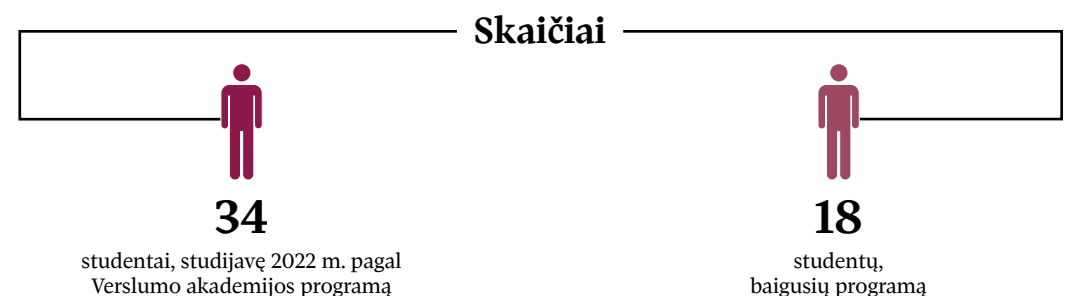 Skaičiai
34
studentai, studijavę 2022 m. pagal
Verslumo akademijos programą
18
studentų,
baigusių programą